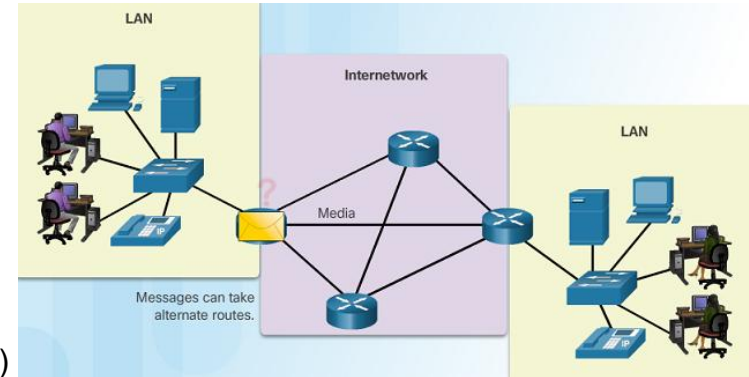 LAN
Internetwork
LAN
?
Media
IP
Messages can take
alternate routes.
IP
)